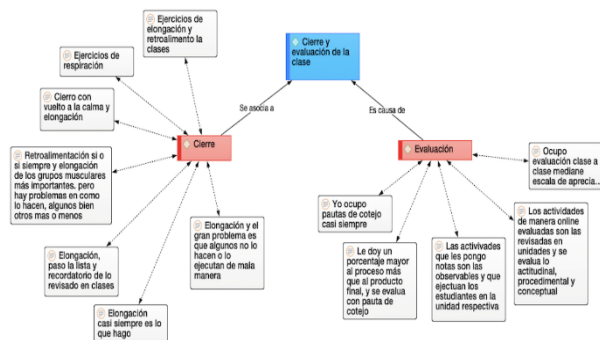 Ejercicios de
elongación y
retroalimento la
clases
Cierre y
evaluación de la
clase
Ejercicios de
respiración
Cierro con
vuelto a la calma y
elongación
Se asocia a
Es causa de
Cierre
Evaluación
Retroalimentación si o
si siempre y elongación
de los grupos musculares
más importantes. pero
hay problemas en como
lo hacen, algunos bien
otros mas o menos
Ocupo
evaluación clase a
clase mediane
escala de aprecia...
Elongación,
paso la lista y
recordatorio de lo
revisado en clases
Elongación y el
gran problema es
que algunos no lo
hacen o lo
ejecutan de mala
manera
Yo ocupo
pautas de cotejo
casi siempre
Los actividades
de manera online
evaluadas son las
revisadas en
unidades y se
evalua lo
actitudinal,
procedimental y
conceptual
Le doy un
porcentaje mayor
al proceso más
que al producto
final, y se evalua
con pauta de
cotejo
Las activivades
que les pongo
notas son las
observables y que
ejectuan los
estudiantes en la
unidad respectiva
Elongación
casi siempre es lo
que hago